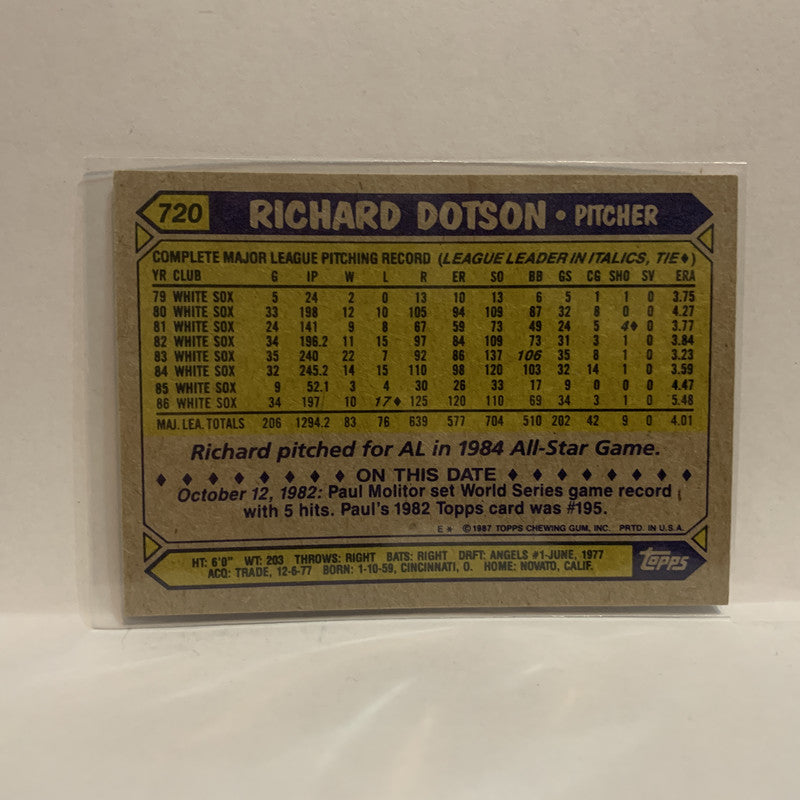 720 RICHARD DOTSON • PITCHER
COMPLETE MAJOR LEAGUE PITCHING RECORD (LEAGUE LEADER IN ITALICS, TIE♦)
YR CLUB G IP W L R ER SO BB GS CG SHO SV ERA
79 WHITE SOX 5 24 2 0 13 10 13 6 5 1 1 0 3.75
80 WHITE SOX 33 198 12 10 105 94 109 87 32 8 0 0 4.27
81 WHITE SOX 24 141 9 8 67 59 73 49 24 5 4♦ 0 3.77
82 WHITE SOX 34 196.2 11 15 97 84 109 73 31 3 1 0 3.84
83 WHITE SOX 35 240 22 7 92 86 137 106 35 8 1 0 3.23
84 WHITE SOX 32 245.2 14 15 110 98 120 103 32 14 1 0 3.59
85 WHITE SOX 9 52.1 3 4 30 26 33 17 9 0 0 0 4.47
86 WHITE SOX 34 197 10 17♦ 125 120 110 69 34 3 1 0 5.48
MAJ. LEA. TOTALS 206 1294.2 83 76 639 577 704 510 202 42 9 0 4.01
Richard pitched for AL in 1984 All-Star Game.
♦ ♦ ♦ ♦ ♦ ♦ ♦ ♦ ON THIS DATE ♦ ♦ ♦ ♦ ♦ ♦ ♦ ♦
October 12, 1982: Paul Molitor set World Series game record
with 5 hits. Paul's 1982 Topps card was #195.
E* © 1987 TOPPS CHEWING GUM, INC. PRTD. IN U.S.A.
HT: 6'0" WT: 203 THROWS: RIGHT BATS: RIGHT DRFT: ANGELS #1-JUNE, 1977
ACQ: TRADE, 12-6-77 BORN: 1-10-59, CINCINNATI, O. HOME: NOVATO, CALIF.
topps